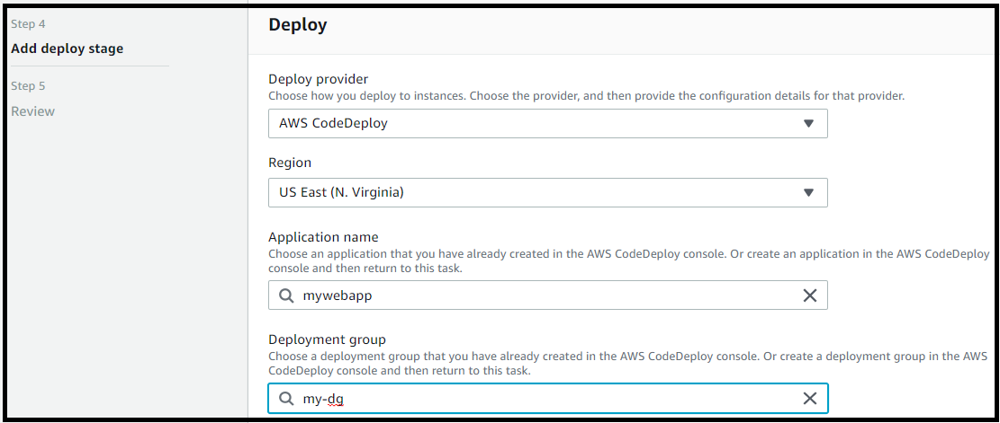 Step 4
Add deploy stage
Step 5
Review
Deploy
Deploy provider
Choose how you deploy to instances. Choose the provider, and then provide the configuration details for that provider.
AWS CodeDeploy
Region
US East (N. Virginia)
Application name
Choose an application that you have already created in the AWS CodeDeploy console. Or create an application in the AWS CodeDeploy
console and then return to this task.
mywebapp
Deployment group
Choose a deployment group that you have already created in the AWS CodeDeploy console. Or create a deployment group in the AWS
CodeDeploy console and then return to this task.
my-dg